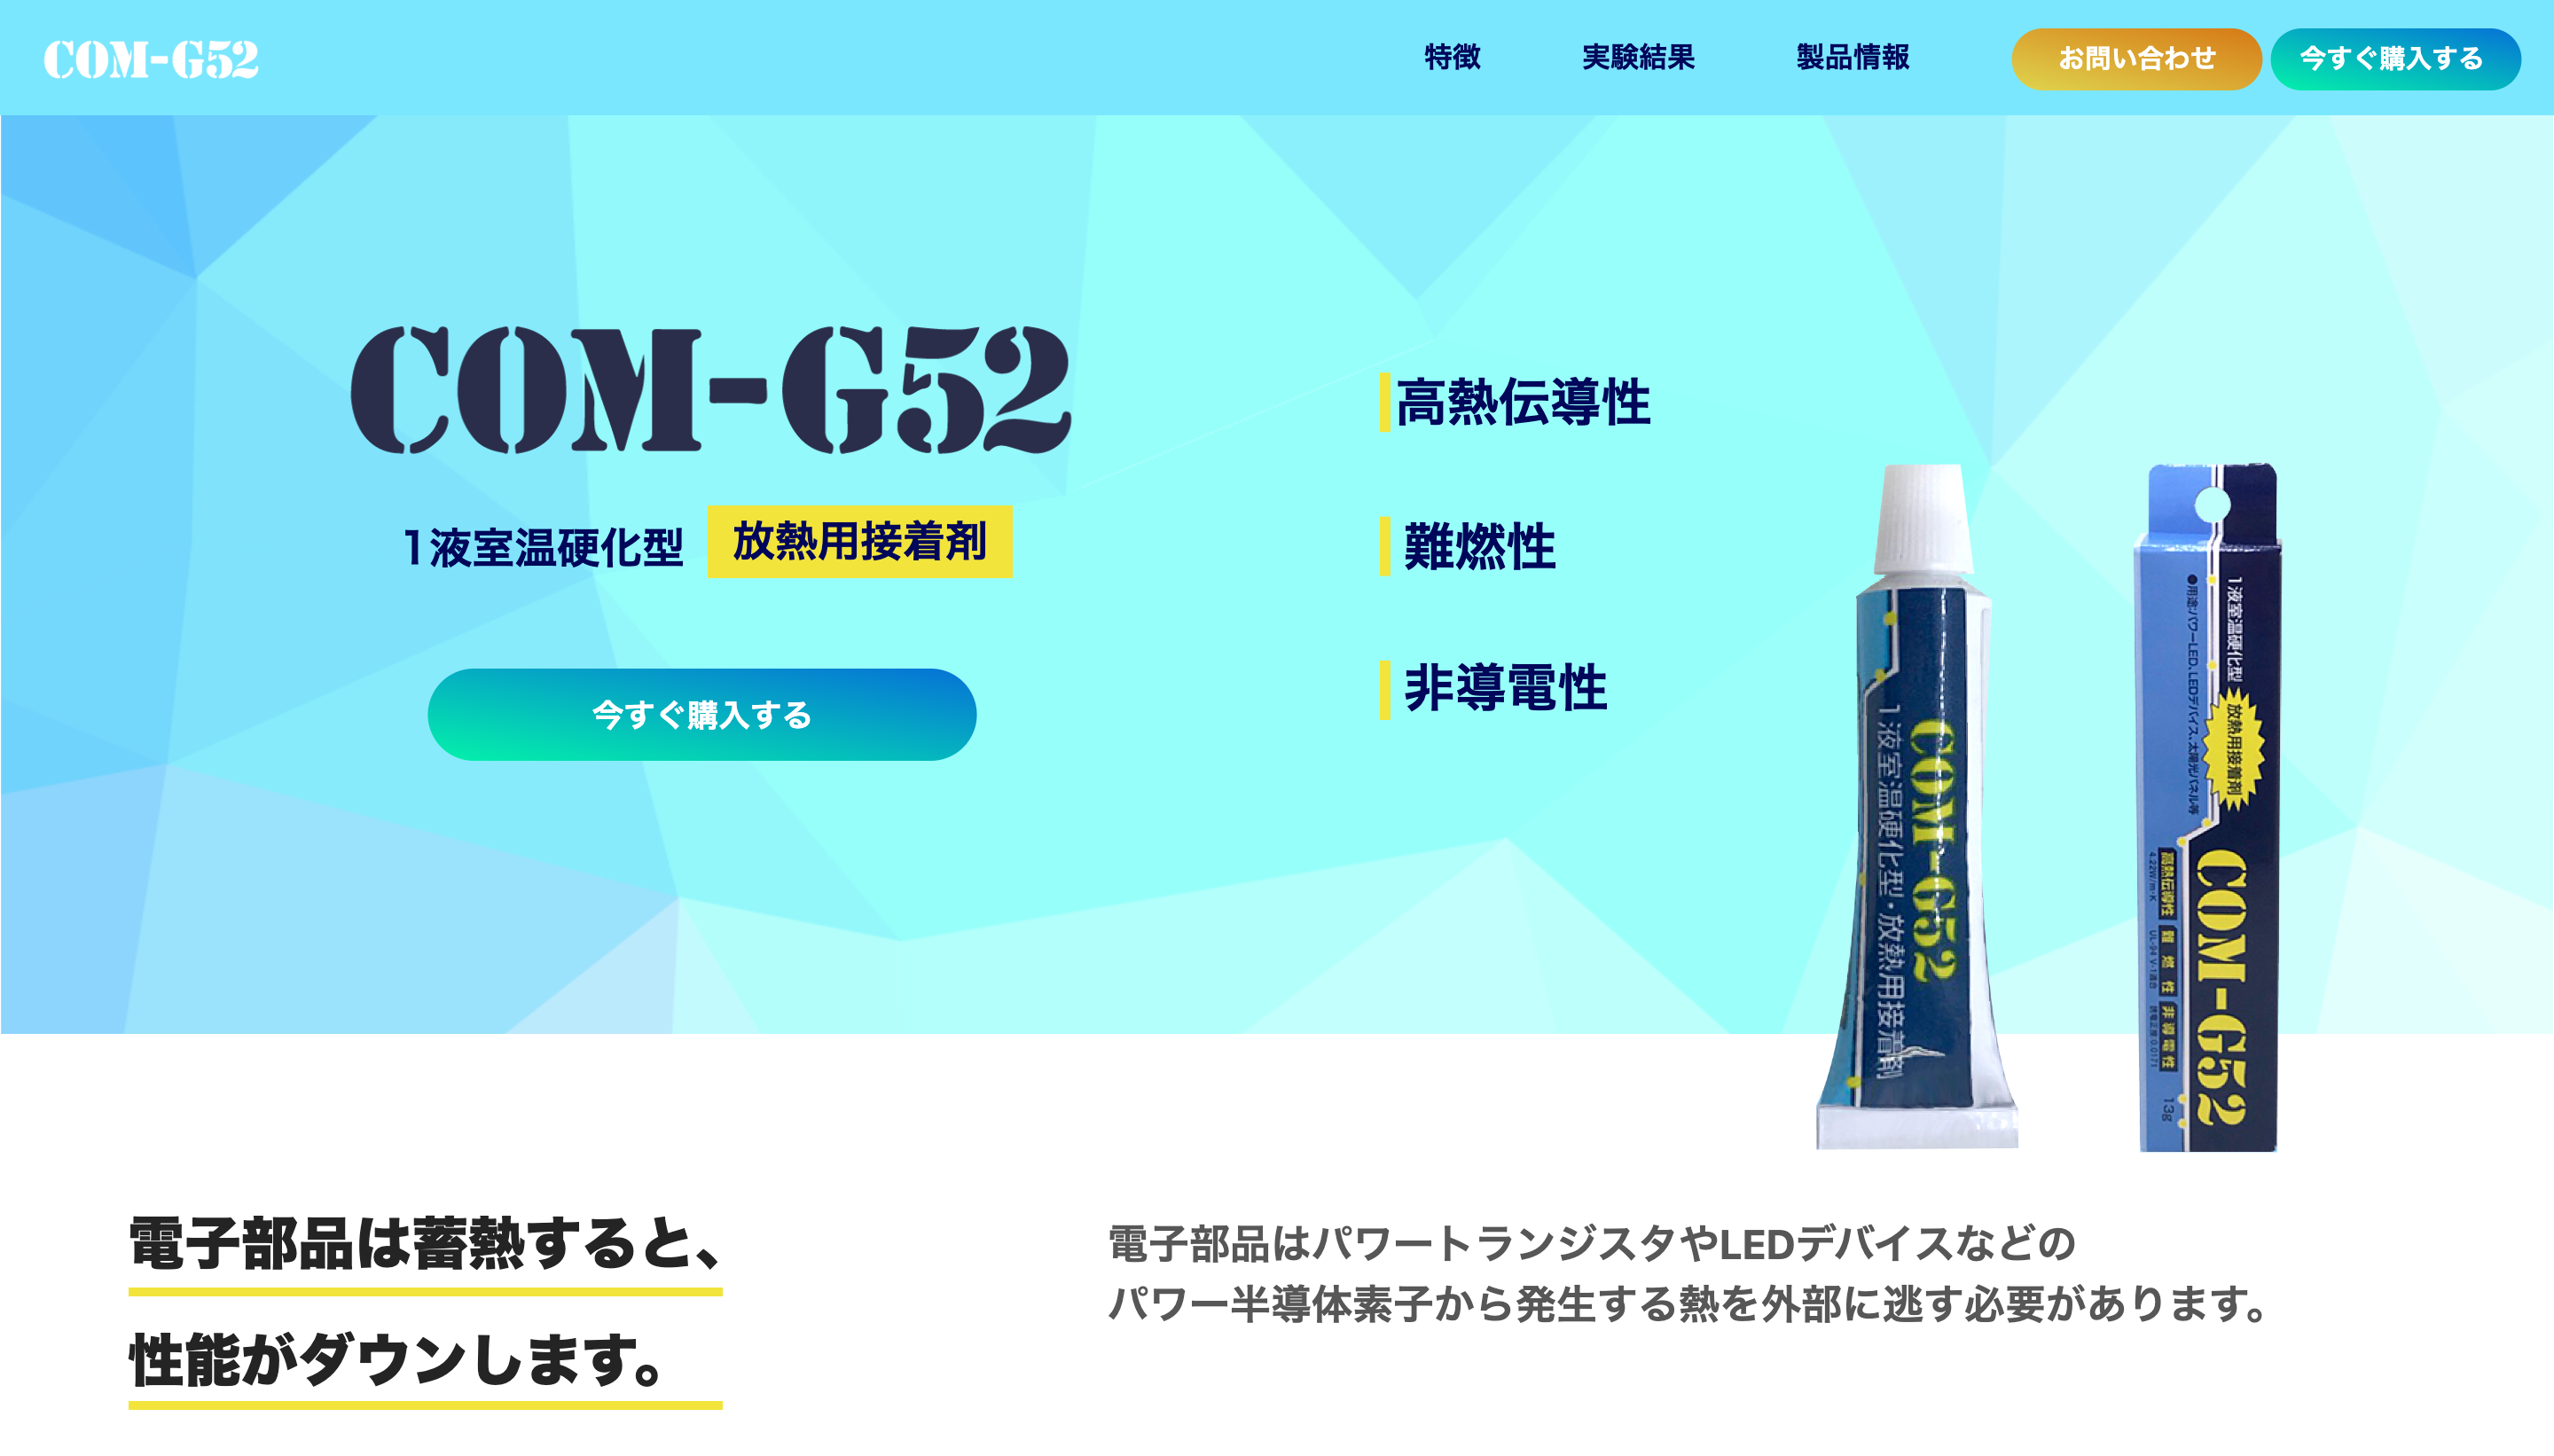 COM-G52
特徴
実験結果
製品情報
お問い合わせ
今すぐ購入する
COM-G52
1液室温硬化型 放熱用接着剤
今すぐ購入する
高熱伝導性
難燃性
非導電性
COM-G52
1液室温硬化型・放熱用接着剤
1液室温硬化型
放熱用接着剤
●用途:パワーLED、LEDデバイス、太陽光パネル等
COM-G52
高熱伝導性
4.22W/m・K
難燃性
UL-94 V-1適合
非導電性
13g
電子部品は蓄熱すると、
性能がダウンします。
電子部品はパワートランジスタやLEDデバイスなどの
パワー半導体素子から発生する熱を外部に逃す必要があります。